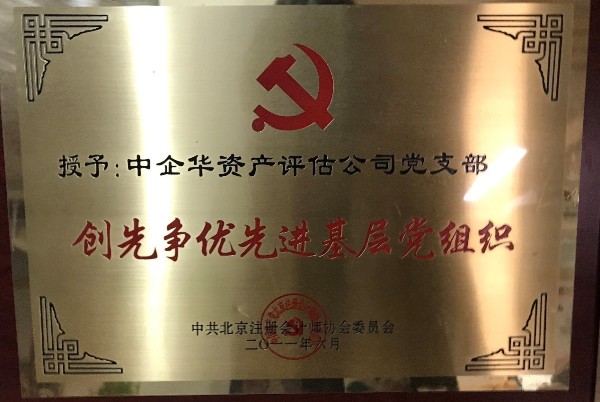 授予:中企华资产评估公司党支部
创先争优先进基层党组织
中共北京注册会计师协会委员会
二〇一一年六月